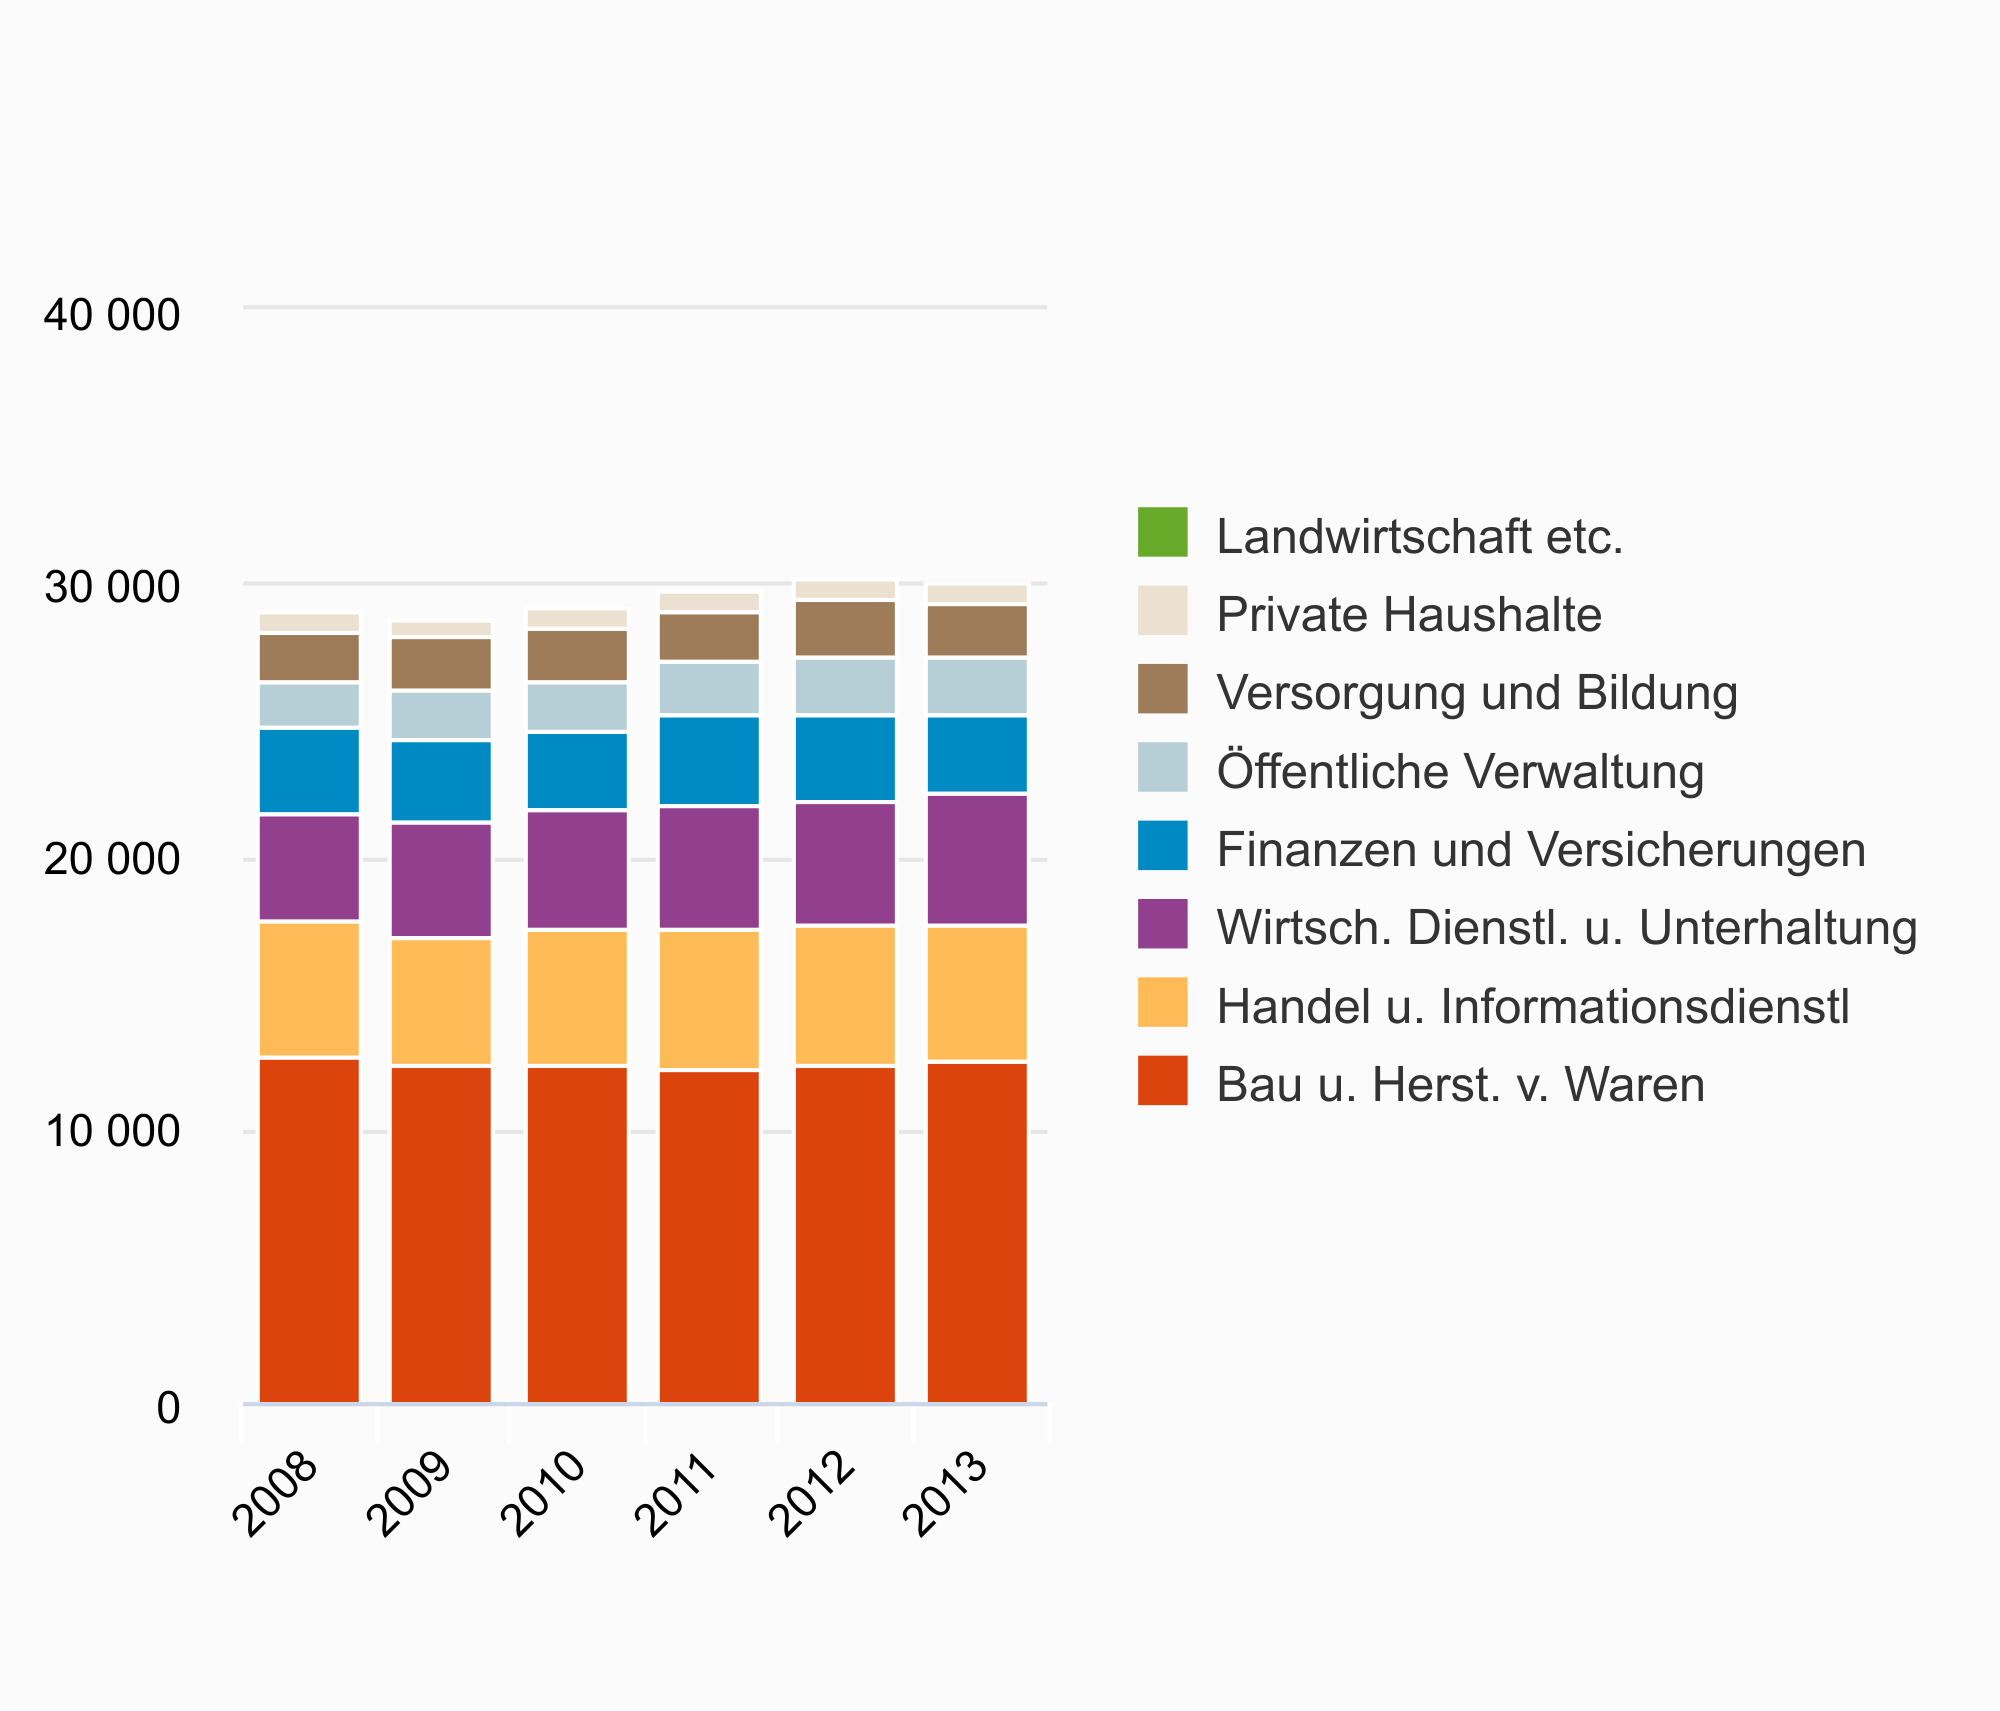 40 000
30 000
20 000
10 000
0
2008
2009
2010
2011
2012
2013
Landwirtschaft etc.
Private Haushalte
Versorgung und Bildung
Öffentliche Verwaltung
Finanzen und Versicherungen
Wirtsch. Dienstl. u. Unterhaltung
Handel u. Informationsdienstl
Bau u. Herst. v. Waren